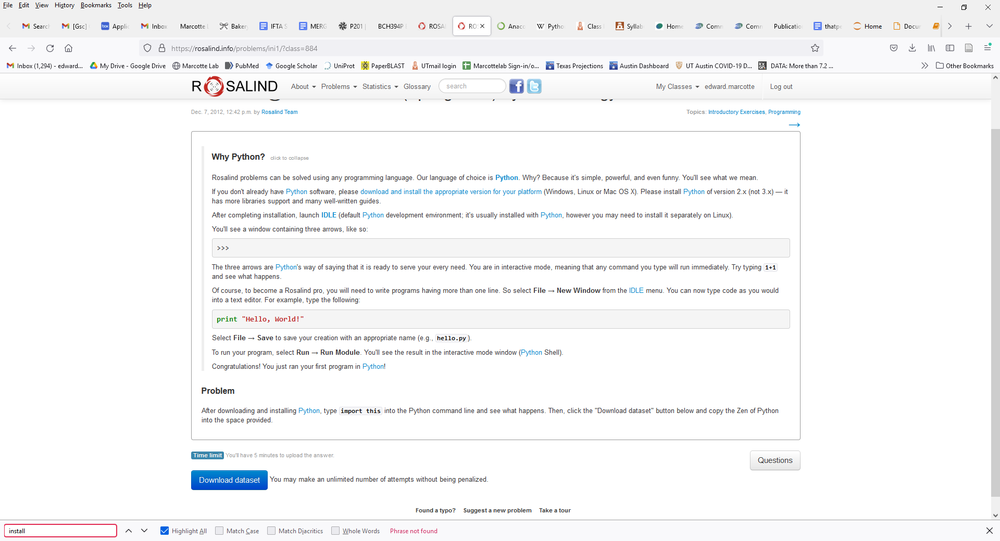 File Edit View History Bookmarks Tools Help
Search [Gsc] Applic Inbox Marcotte L Bakery IFTA S MERG P201 | BCH394P ROSA RO Anaco Pytho Class Syllab Home Comm Comm Publicatio thatpe Home Docu
https://rosalind.info/problems/ini1/?class=884
Inbox (1,294) - edward... My Drive - Google Drive Marcotte Lab PubMed Google Scholar UniProt PaperBLAST UTmail login Marcottelab Sign-in/o... Texas Projections Austin Dashboard UT Austin COVID-19 D... DATA: More than 7.2 ... Other Bookmarks
ROSALIND About Problems Statistics Glossary search My Classes edward.marcotte Log out
Dec. 7, 2012, 12:42 p.m. by Rosalind Team Topics: Introductory Exercises, Programming
→
Why Python? click to collapse
Rosalind problems can be solved using any programming language. Our language of choice is Python. Why? Because it's simple, powerful, and even funny. You'll see what we mean.
If you don't already have Python software, please download and install the appropriate version for your platform (Windows, Linux or Mac OS X). Please install Python of version 2.x (not 3.x) — it
has more libraries support and many well-written guides.
After completing installation, launch IDLE (default Python development environment; it's usually installed with Python, however you may need to install it separately on Linux).
You'll see a window containing three arrows, like so:
>>>
The three arrows are Python's way of saying that it is ready to serve your every need. You are in interactive mode, meaning that any command you type will run immediately. Try typing 1+1
and see what happens.
Of course, to become a Rosalind pro, you will need to write programs having more than one line. So select File → New Window from the IDLE menu. You can now type code as you would
into a text editor. For example, type the following:
print "Hello, World!"
Select File → Save to save your creation with an appropriate name (e.g., hello.py).
To run your program, select Run → Run Module. You'll see the result in the interactive mode window (Python Shell).
Congratulations! You just ran your first program in Python!
Problem
After downloading and installing Python, type import this into the Python command line and see what happens. Then, click the "Download dataset" button below and copy the Zen of Python
into the space provided.
Time limit You'll have 5 minutes to upload the answer.
Questions
Download dataset You may make an unlimited number of attempts without being penalized.
Found a typo? Suggest a new problem Take a tour
install Highlight All Match Case Match Diacritics Whole Words Phrase not found